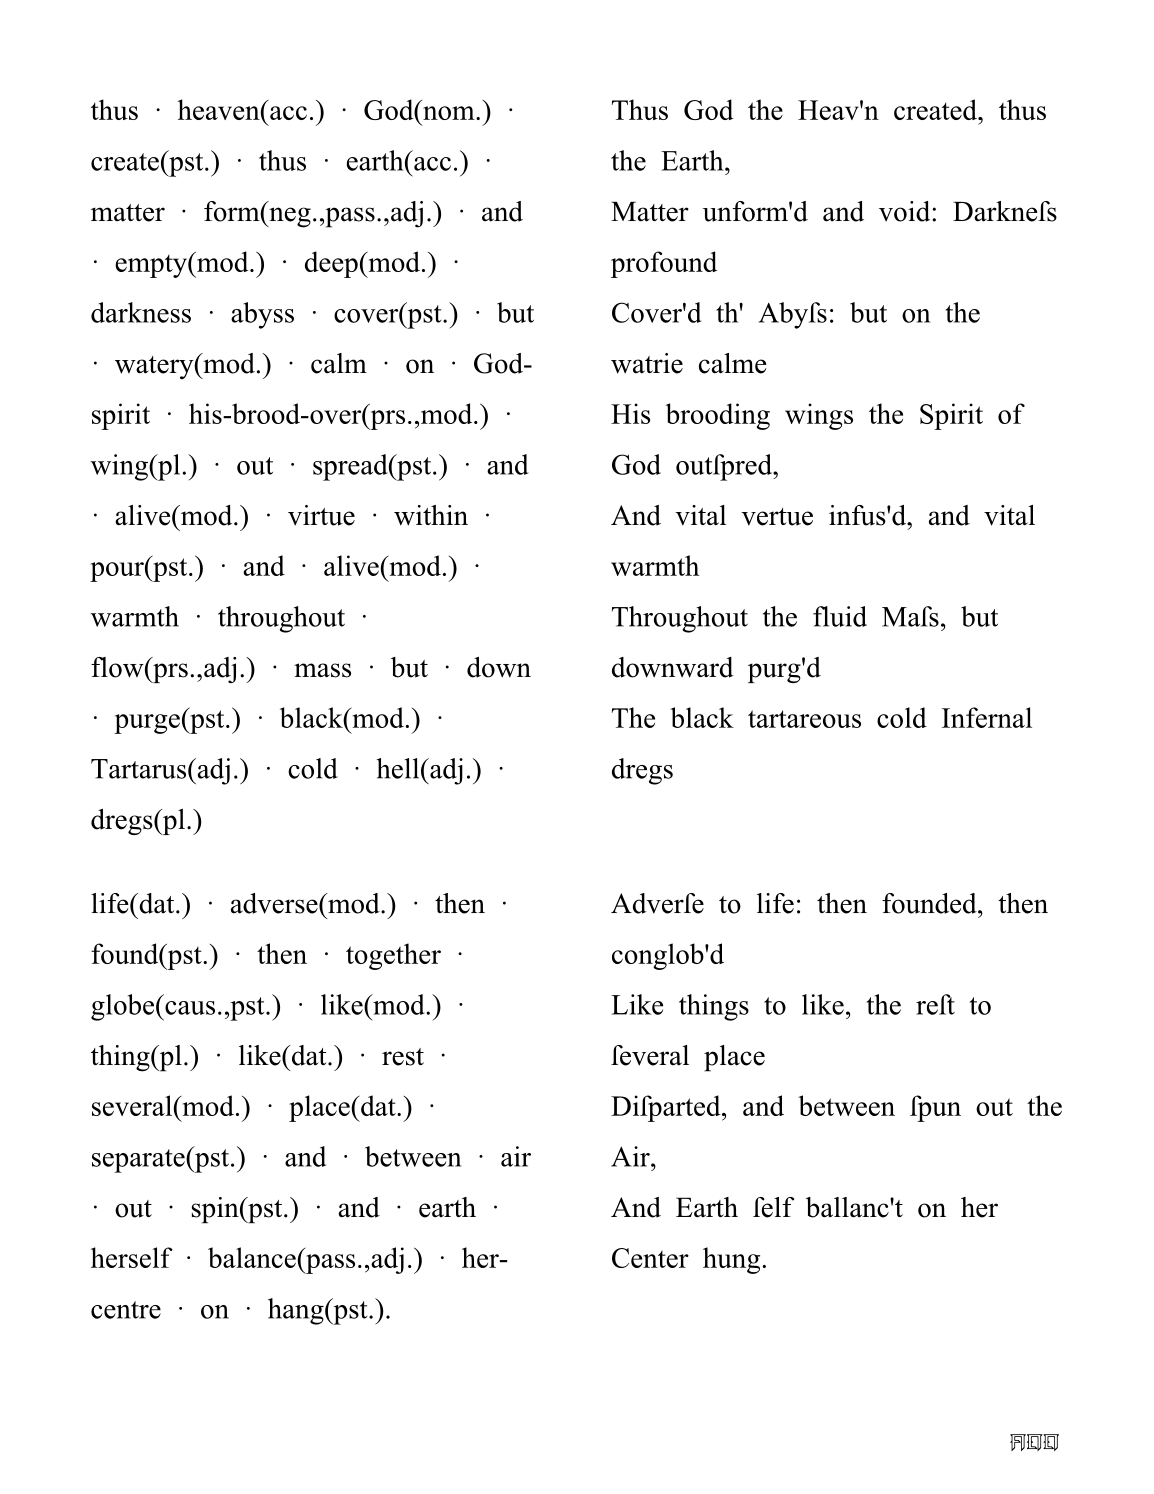 thus · heaven(acc.) · God(nom.) ·
create(pst.) · thus · earth(acc.) ·
matter · form(neg.,pass.,adj.) · and
· empty(mod.) · deep(mod.) ·
darkness · abyss · cover(pst.) · but
· watery(mod.) · calm · on · God-
spirit · his-brood-over(prs.,mod.) ·
wing(pl.) · out · spread(pst.) · and
· alive(mod.) · virtue · within ·
pour(pst.) · and · alive(mod.) ·
warmth · throughout ·
flow(prs.,adj.) · mass · but · down
· purge(pst.) · black(mod.) ·
Tartarus(adj.) · cold · hell(adj.) ·
dregs(pl.)
Thus God the Heav'n created, thus
the Earth,
Matter unform'd and void: Darkneſs
profound
Cover'd th' Abyſs: but on the
watrie calme
His brooding wings the Spirit of
God outſpred,
And vital vertue infus'd, and vital
warmth
Throughout the fluid Maſs, but
downward purg'd
The black tartareous cold Infernal
dregs
life(dat.) · adverse(mod.) · then ·
found(pst.) · then · together ·
globe(caus.,pst.) · like(mod.) ·
thing(pl.) · like(dat.) · rest ·
several(mod.) · place(dat.) ·
separate(pst.) · and · between · air
· out · spin(pst.) · and · earth ·
herself · balance(pass.,adj.) · her-
centre · on · hang(pst.).
Adverſe to life: then founded, then
conglob'd
Like things to like, the reſt to
ſeveral place
Diſparted, and between ſpun out the
Air,
And Earth ſelf ballanc't on her
Center hung.